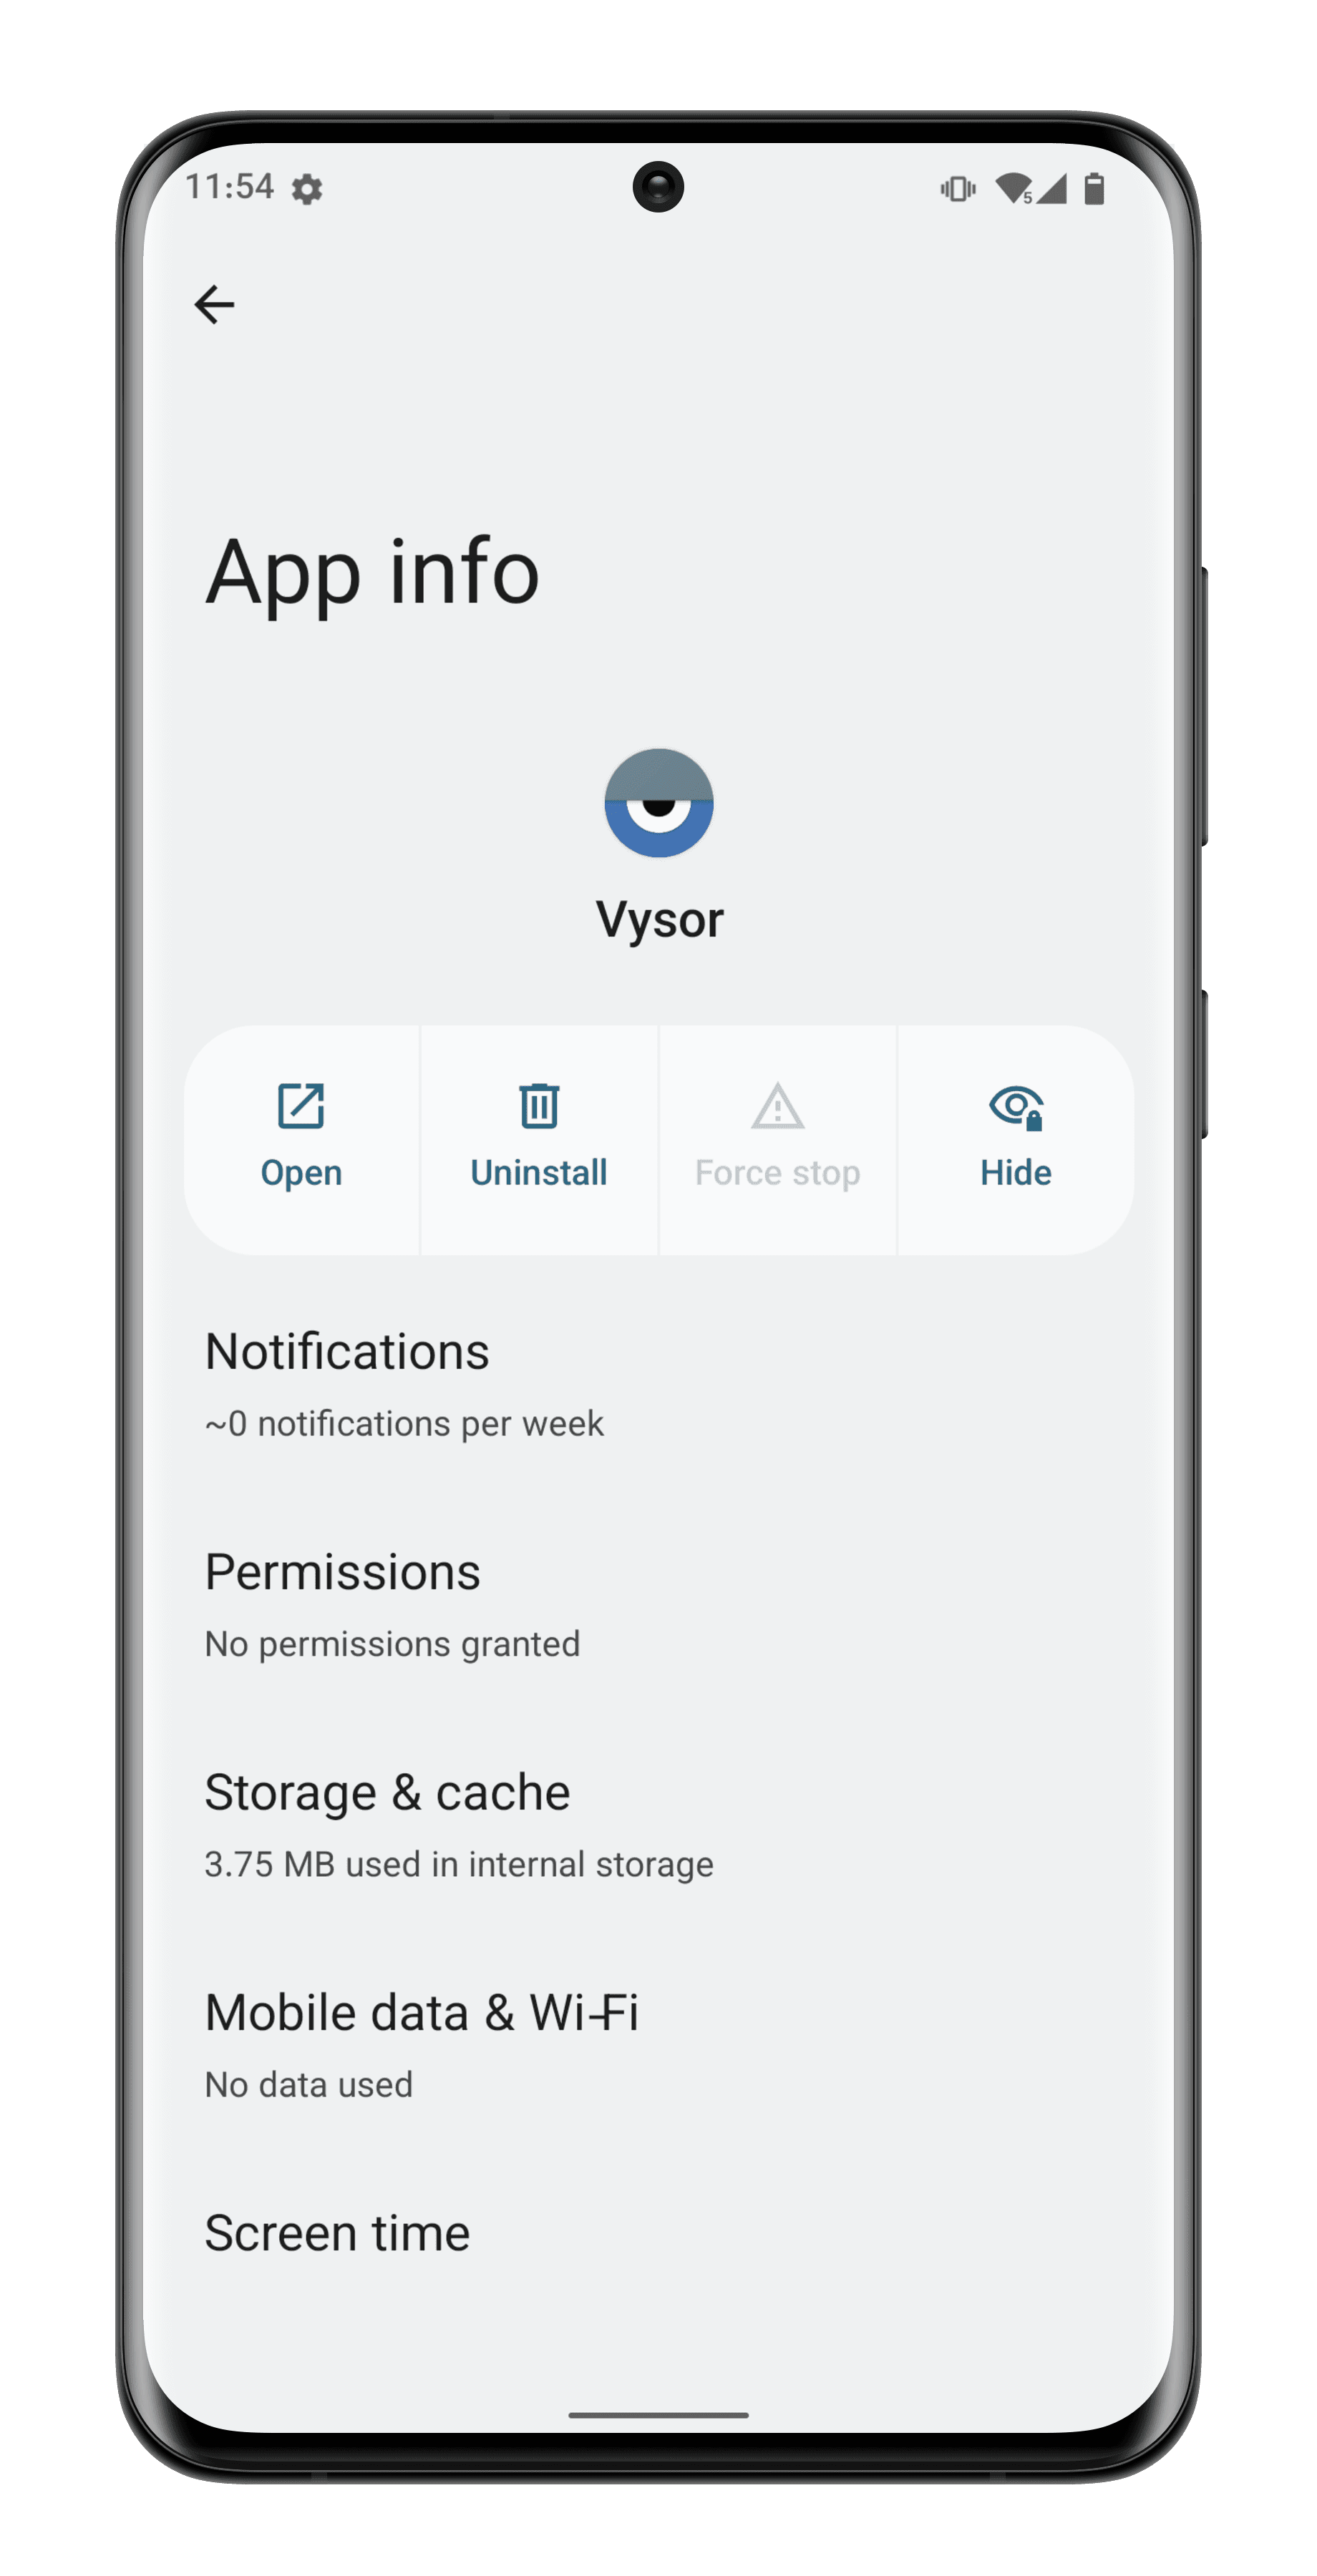 11:54
5
App info
Vysor
Open Uninstall Force stop Hide
Notifications
~0 notifications per week
Permissions
No permissions granted
Storage & cache
3.75 MB used in internal storage
Mobile data & Wi-Fi
No data used
Screen time